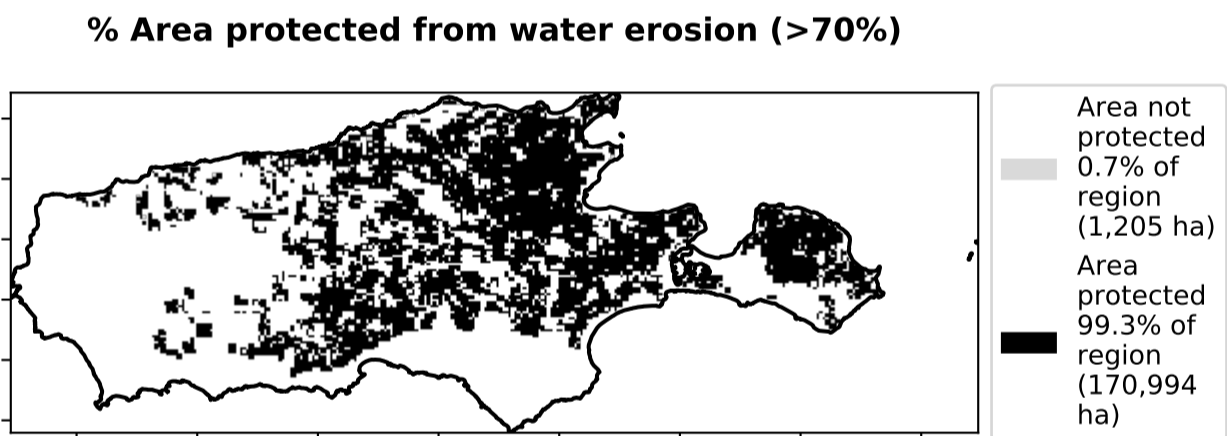 % Area protected from water erosion (>70%)
Area not
protected
0.7% of
region
(1,205 ha)
Area
protected
99.3% of
region
(170,994
ha)